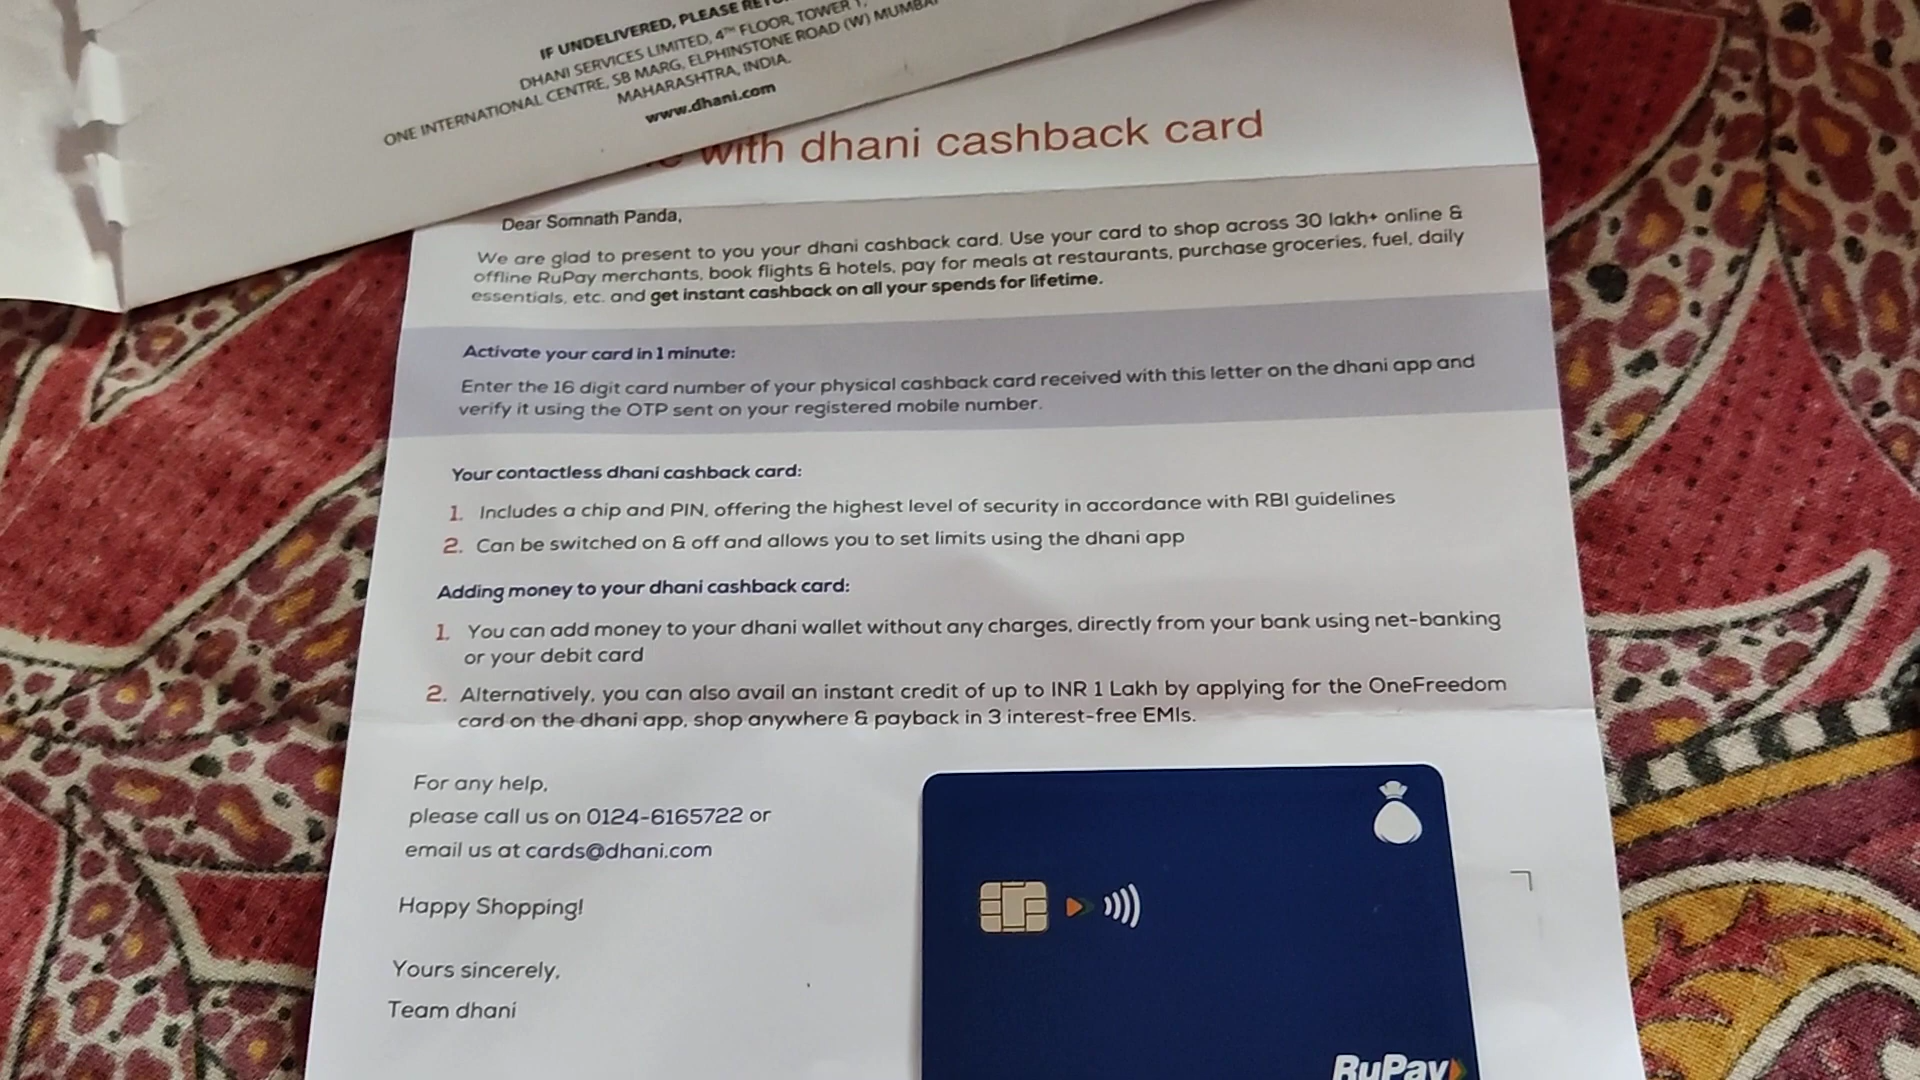 IF UNDELIVERED, PLEASE
DHANI SERVICES LIMITED, 4TH FLOOR, TOWER 1,
ONE INTERNATIONAL CENTRE, SB MARG, ELPHINSTONE ROAD (W) MUMBAI
MAHARASHTRA, INDIA.
www.dhani.com
with dhani cashback card
Dear Somnath Panda,
We are glad to present to you your dhani cashback card. Use your card to shop across 30 lakh+ online &
offline RuPay merchants, book flights & hotels, pay for meals at restaurants, purchase groceries, fuel, daily
essentials, etc. and get instant cashback on all your spends for lifetime.
Activate your card in 1 minute:
Enter the 16 digit card number of your physical cashback card received with this letter on the dhani app and
verify it using the OTP sent on your registered mobile number.
Your contactless dhani cashback card:
1. Includes a chip and PIN, offering the highest level of security in accordance with RBI guidelines
2. Can be switched on & off and allows you to set limits using the dhani app
Adding money to your dhani cashback card:
1. You can add money to your dhani wallet without any charges, directly from your bank using net-banking
or your debit card
2. Alternatively, you can also avail an instant credit of up to INR 1 Lakh by applying for the OneFreedom
card on the dhani app, shop anywhere & payback in 3 interest-free EMIs.
For any help,
please call us on 0124-6165722 or
email us at cards@dhani.com
Happy Shopping!
Yours sincerely,
Team dhani
RuPay